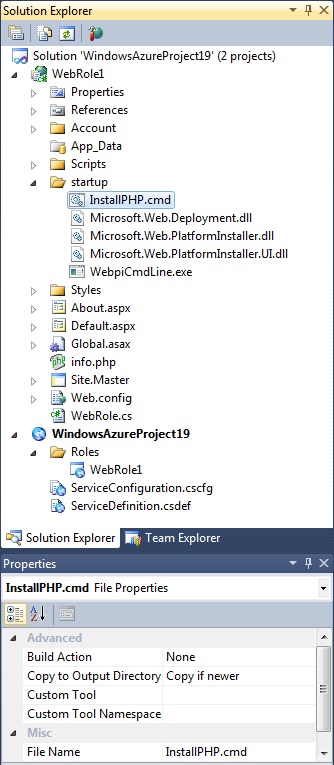 Solution Explorer
Solution 'WindowsAzureProject19' (2 projects)
WebRole1
Properties
References
Account
App_Data
Scripts
startup
InstallPHP.cmd
Microsoft.Web.Deployment.dll
Microsoft.Web.PlatformInstaller.dll
Microsoft.Web.PlatformInstaller.UI.dll
WebpiCmdLine.exe
Styles
About.aspx
Default.aspx
Global.asax
info.php
Site.Master
Web.config
WebRole.cs
WindowsAzureProject19
Roles
WebRole1
ServiceConfiguration.cscfg
ServiceDefinition.csdef
Solution Explorer Team Explorer
Properties
InstallPHP.cmd File Properties
Advanced
Build Action None
Copy to Output Directory Copy if newer
Custom Tool
Custom Tool Namespace
Misc
File Name InstallPHP.cmd